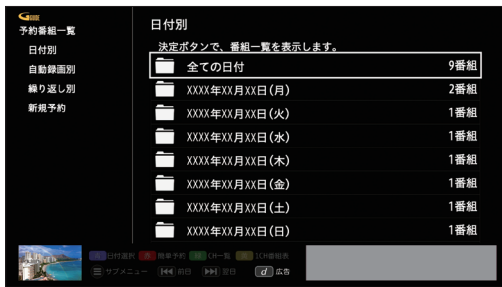 GGUIDE
予約番組一覧
日付別
自動録画別
繰り返し別
新規予約
日付別
決定ボタンで、番組一覧を表示します。
全ての日付 9番組
XXXX年XX月XX日(月) 2番組
XXXX年XX月XX日(火) 1番組
XXXX年XX月XX日(水) 1番組
XXXX年XX月XX日(木) 1番組
XXXX年XX月XX日(金) 1番組
XXXX年XX月XX日(土) 1番組
XXXX年XX月XX日(日) 1番組
青 日付選択 赤 簡単予約 緑 CH一覧 黄 1CH番組表
サブメニュー 前日 翌日 d 広告